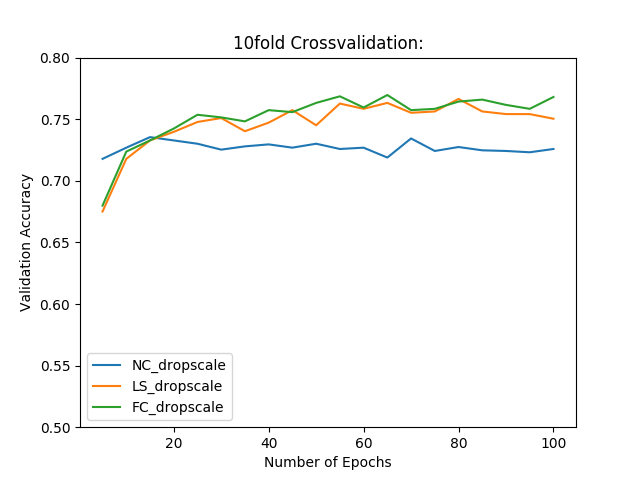 10fold Crossvalidation:
0.80
0.75
0.70
0.65
0.60
0.55
0.50
Validation Accuracy
NC_dropscale
LS_dropscale
FC_dropscale
20 40 60 80 100
Number of Epochs